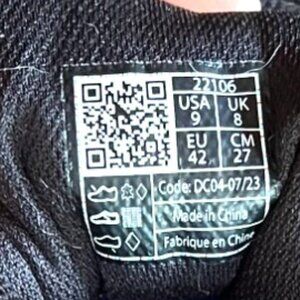 22106
USA UK
9 8
EU CM
42 27
Code: DC04-07/23
Made in China
Fabrique en Chine